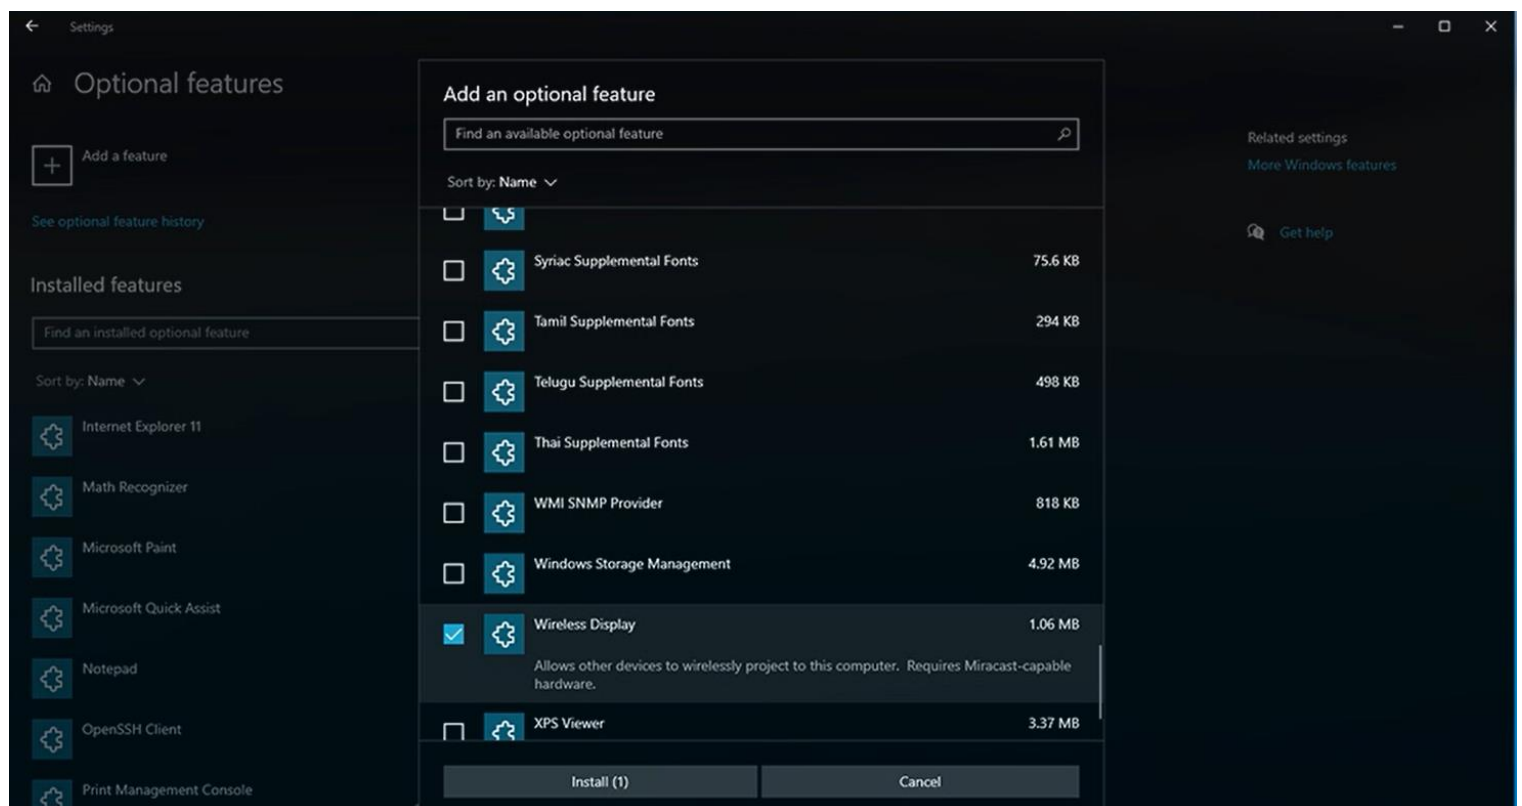 Settings
Optional features
Add a feature
See optional feature history
Installed features
Find an installed optional feature
Sort by: Name
Internet Explorer 11
Math Recognizer
Microsoft Paint
Microsoft Quick Assist
Notepad
OpenSSH Client
Print Management Console
Add an optional feature
Find an available optional feature
Sort by: Name
Syriac Supplemental Fonts 75.6 KB
Tamil Supplemental Fonts 294 KB
Telugu Supplemental Fonts 498 KB
Thai Supplemental Fonts 1.61 MB
WMI SNMP Provider 818 KB
Windows Storage Management 4.92 MB
Wireless Display 1.06 MB
Allows other devices to wirelessly project to this computer. Requires Miracast-capable
hardware.
XPS Viewer 3.37 MB
Install (1) Cancel
Related settings
More Windows features
Get help